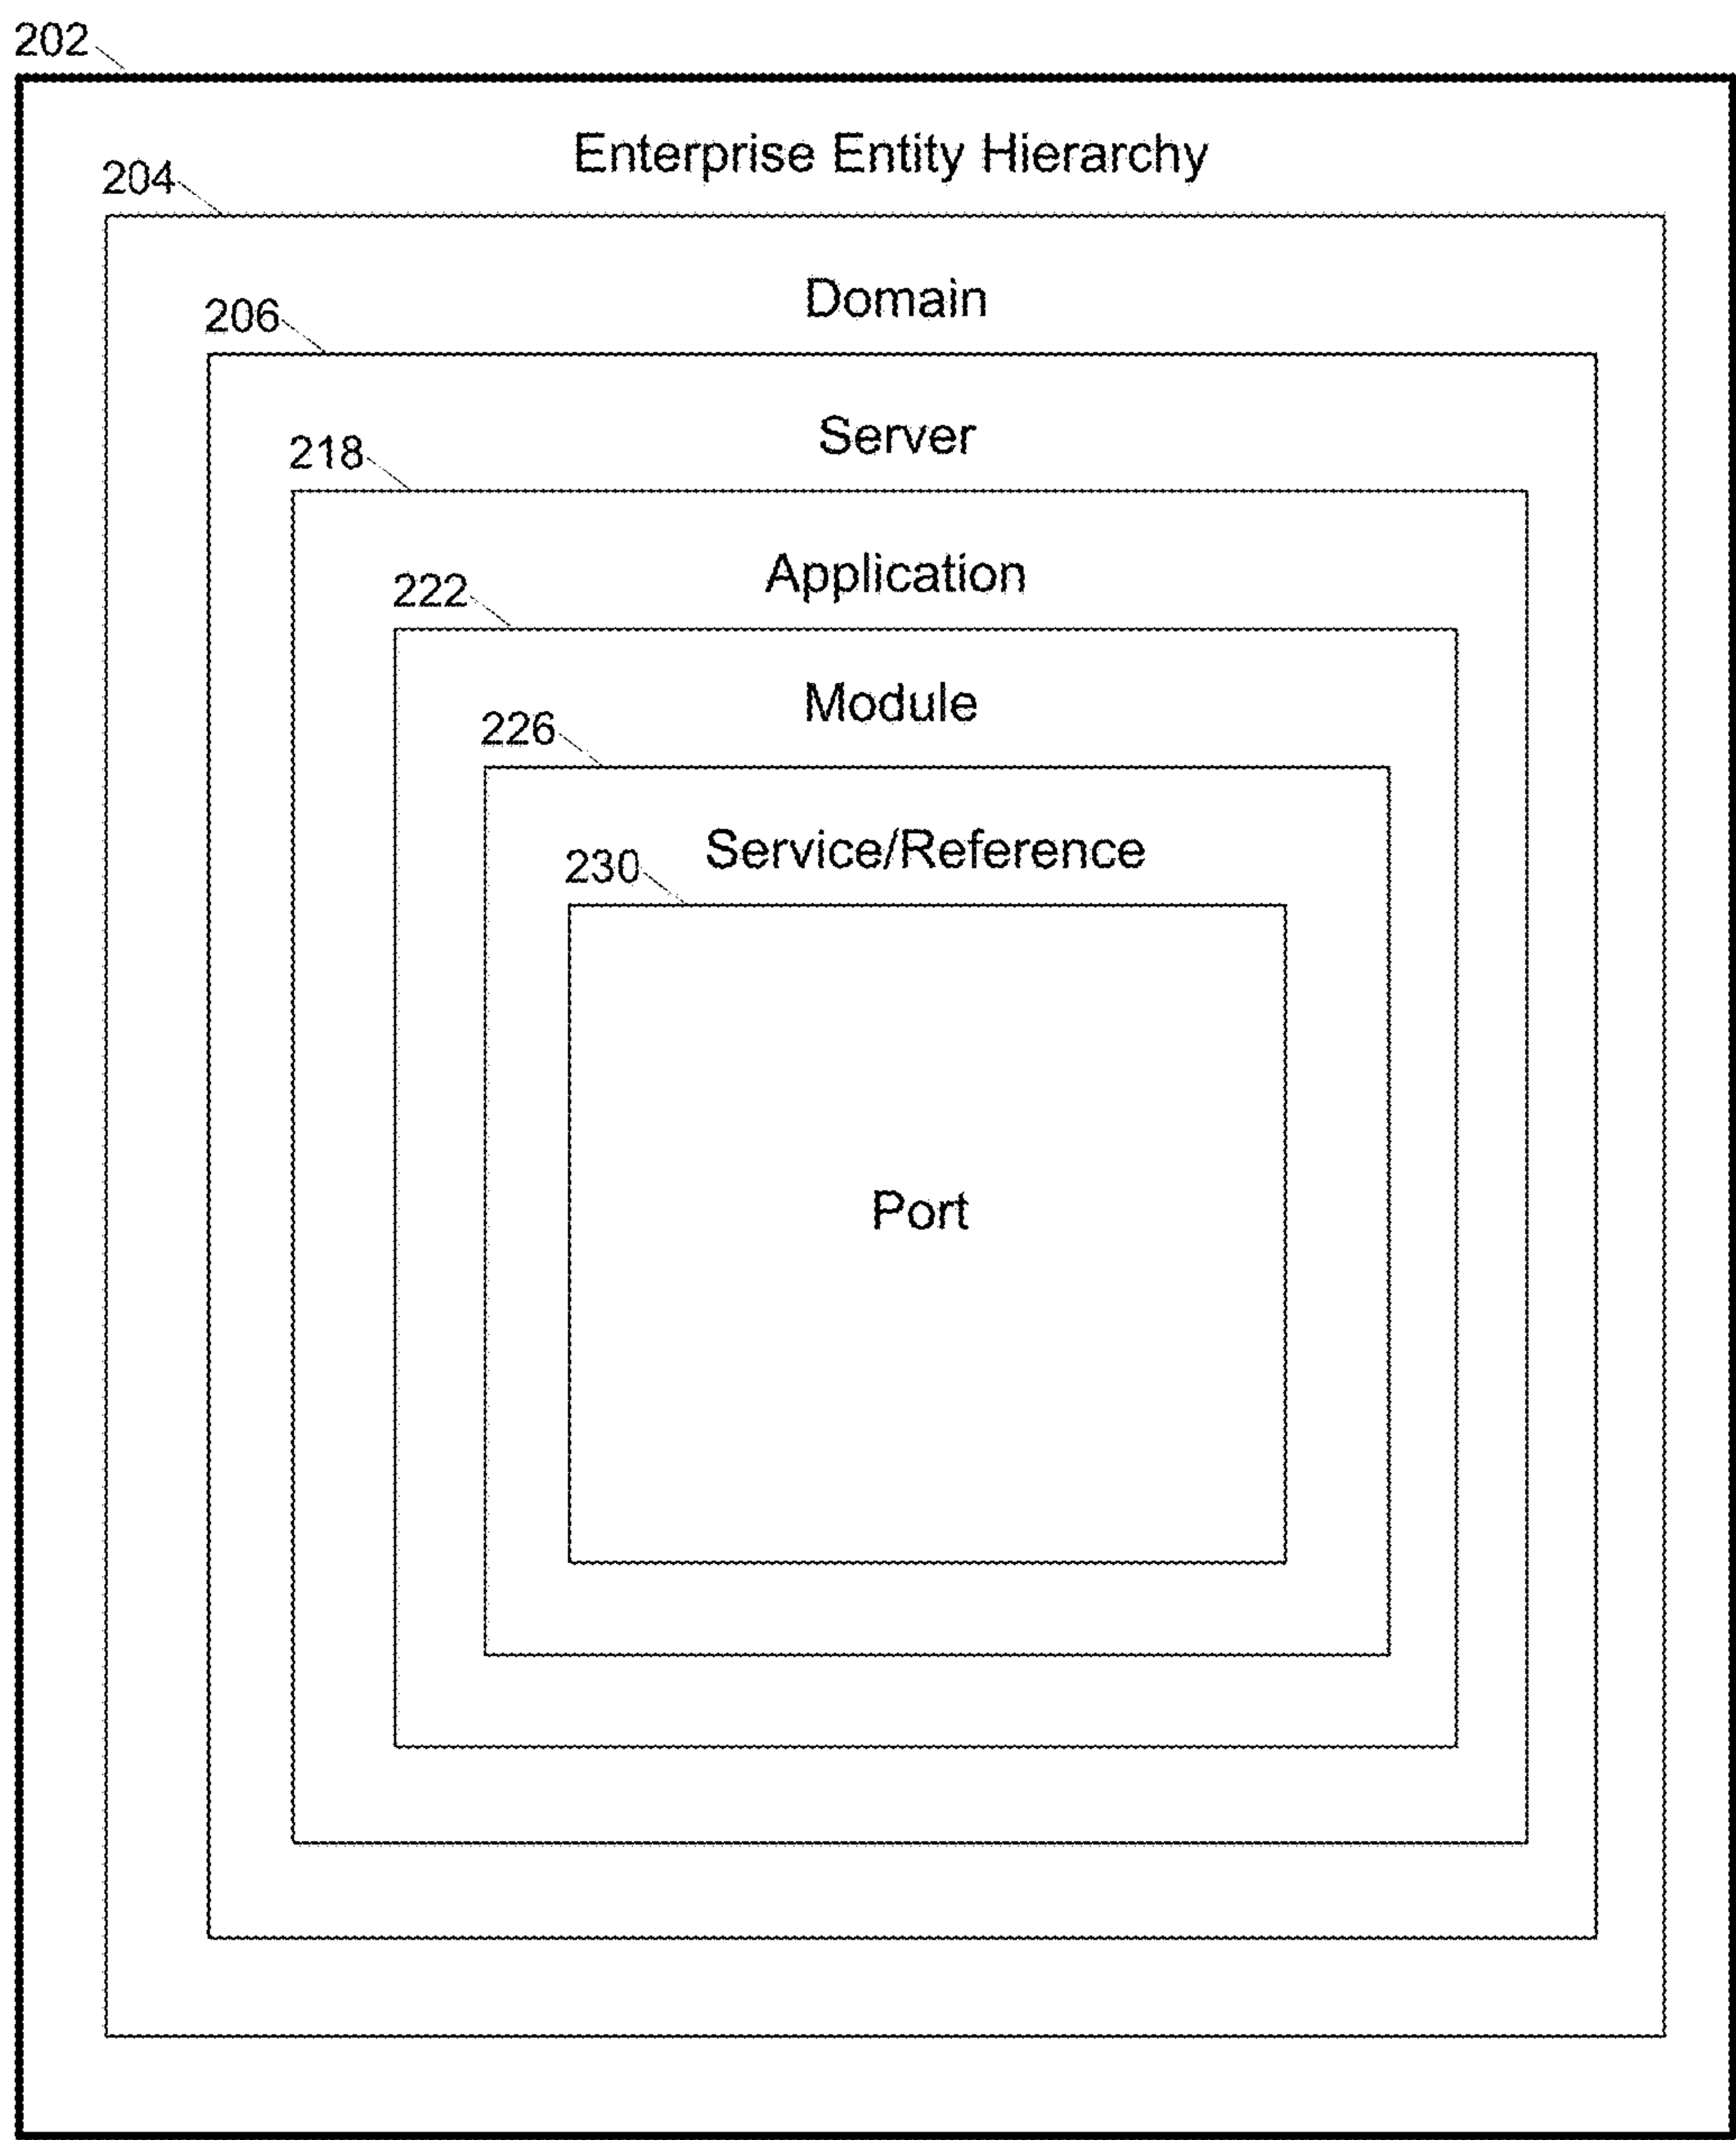 202
Enterprise Entity Hierarchy
204
Domain
206
Server
218
Application
222
Module
226
Service/Reference
230
Port